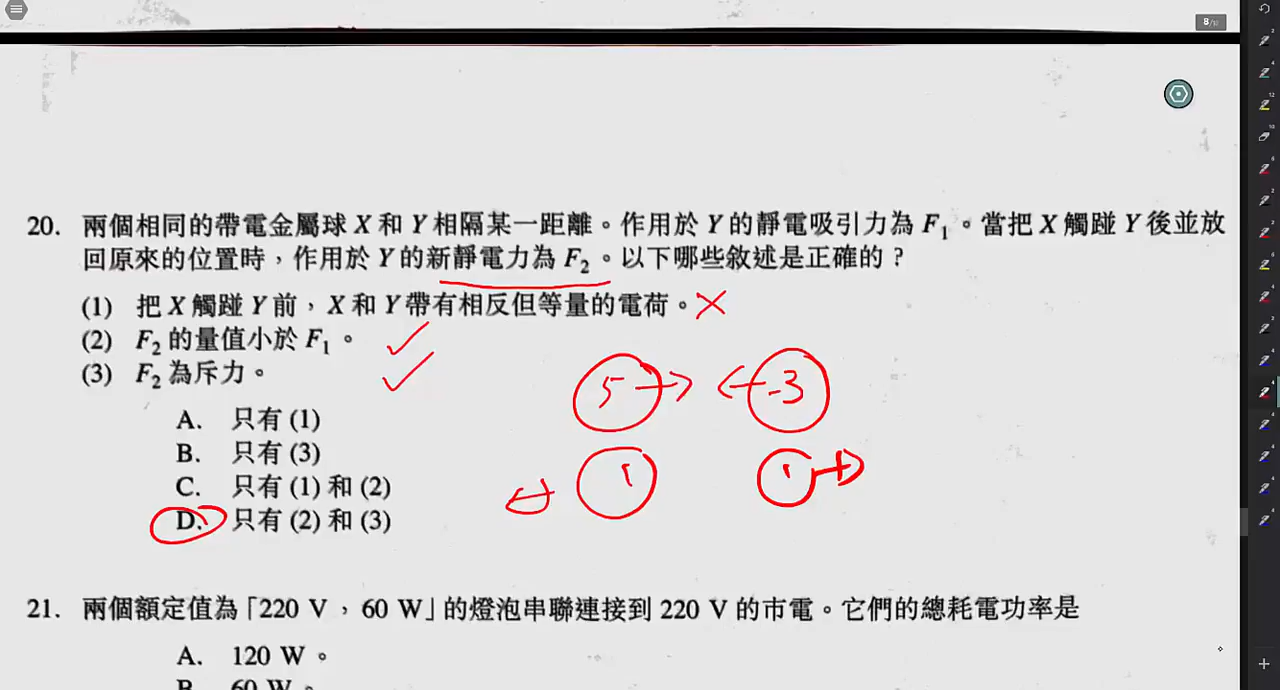 8/12
20. 兩個相同的帶電金屬球 X 和 Y 相隔某一距離。作用於 Y 的靜電吸引力為 F₁。當把 X 觸踫 Y 後並放
回原來的位置時，作用於 Y 的新靜電力為 F₂。以下哪些敘述是正確的？
(1) 把 X 觸踫 Y 前，X 和 Y 帶有相反但等量的電荷。
(2) F₂ 的量值小於 F₁。
(3) F₂ 為斥力。
5 -3
A. 只有 (1)
B. 只有 (3)
1 1
C. 只有 (1) 和 (2)
D. 只有 (2) 和 (3)
21. 兩個額定值為「220 V，60 W」的燈泡串聯連接到 220 V 的市電。它們的總耗電功率是
A. 120 W。
B. 60 W。